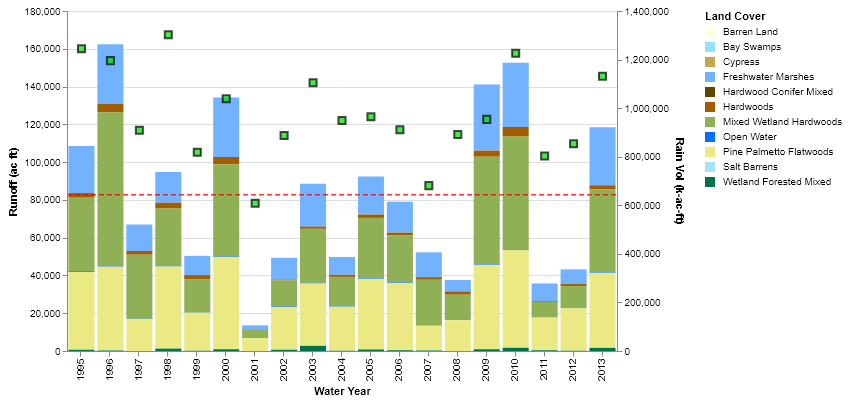 180,000
160,000
140,000
120,000
100,000
80,000
60,000
40,000
20,000
0
Runoff (ac ft)
1,400,000
1,200,000
1,000,000
800,000
600,000
400,000
200,000
0
Rain Vol (k-ac-ft)
1995
1996
1997
1998
1999
2000
2001
2002
2003
2004
2005
2006
2007
2008
2009
2010
2011
2012
2013
Water Year
Land Cover
Barren Land
Bay Swamps
Cypress
Freshwater Marshes
Hardwood Conifer Mixed
Hardwoods
Mixed Wetland Hardwoods
Open Water
Pine Palmetto Flatwoods
Salt Barrens
Wetland Forested Mixed